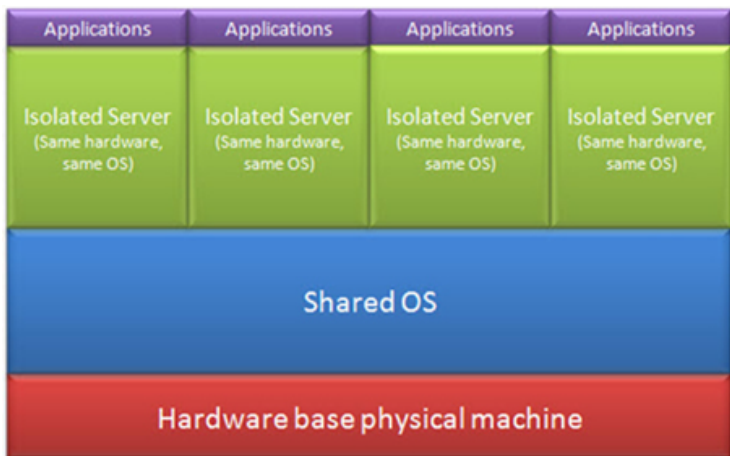 Applications Applications Applications Applications
Isolated Server Isolated Server Isolated Server Isolated Server
(Same hardware, (Same hardware, (Same hardware, (Same hardware,
same OS) same OS) same OS) same OS)
Shared OS
Hardware base physical machine